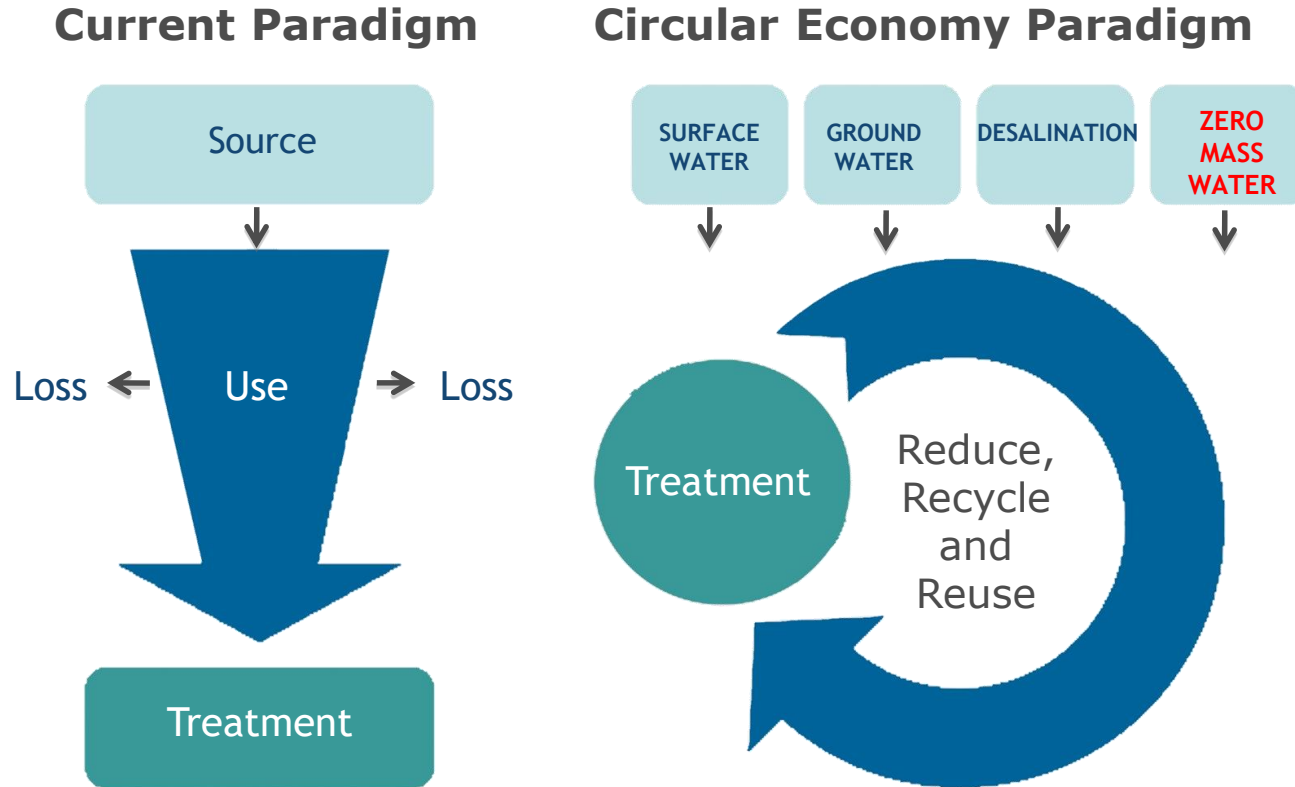 Current Paradigm
Source
Loss
Use
Loss
Treatment
Circular Economy Paradigm
SURFACE
WATER
GROUND
WATER
DESALINATION
ZERO
MASS
WATER
Treatment
Reduce,
Recycle
and
Reuse